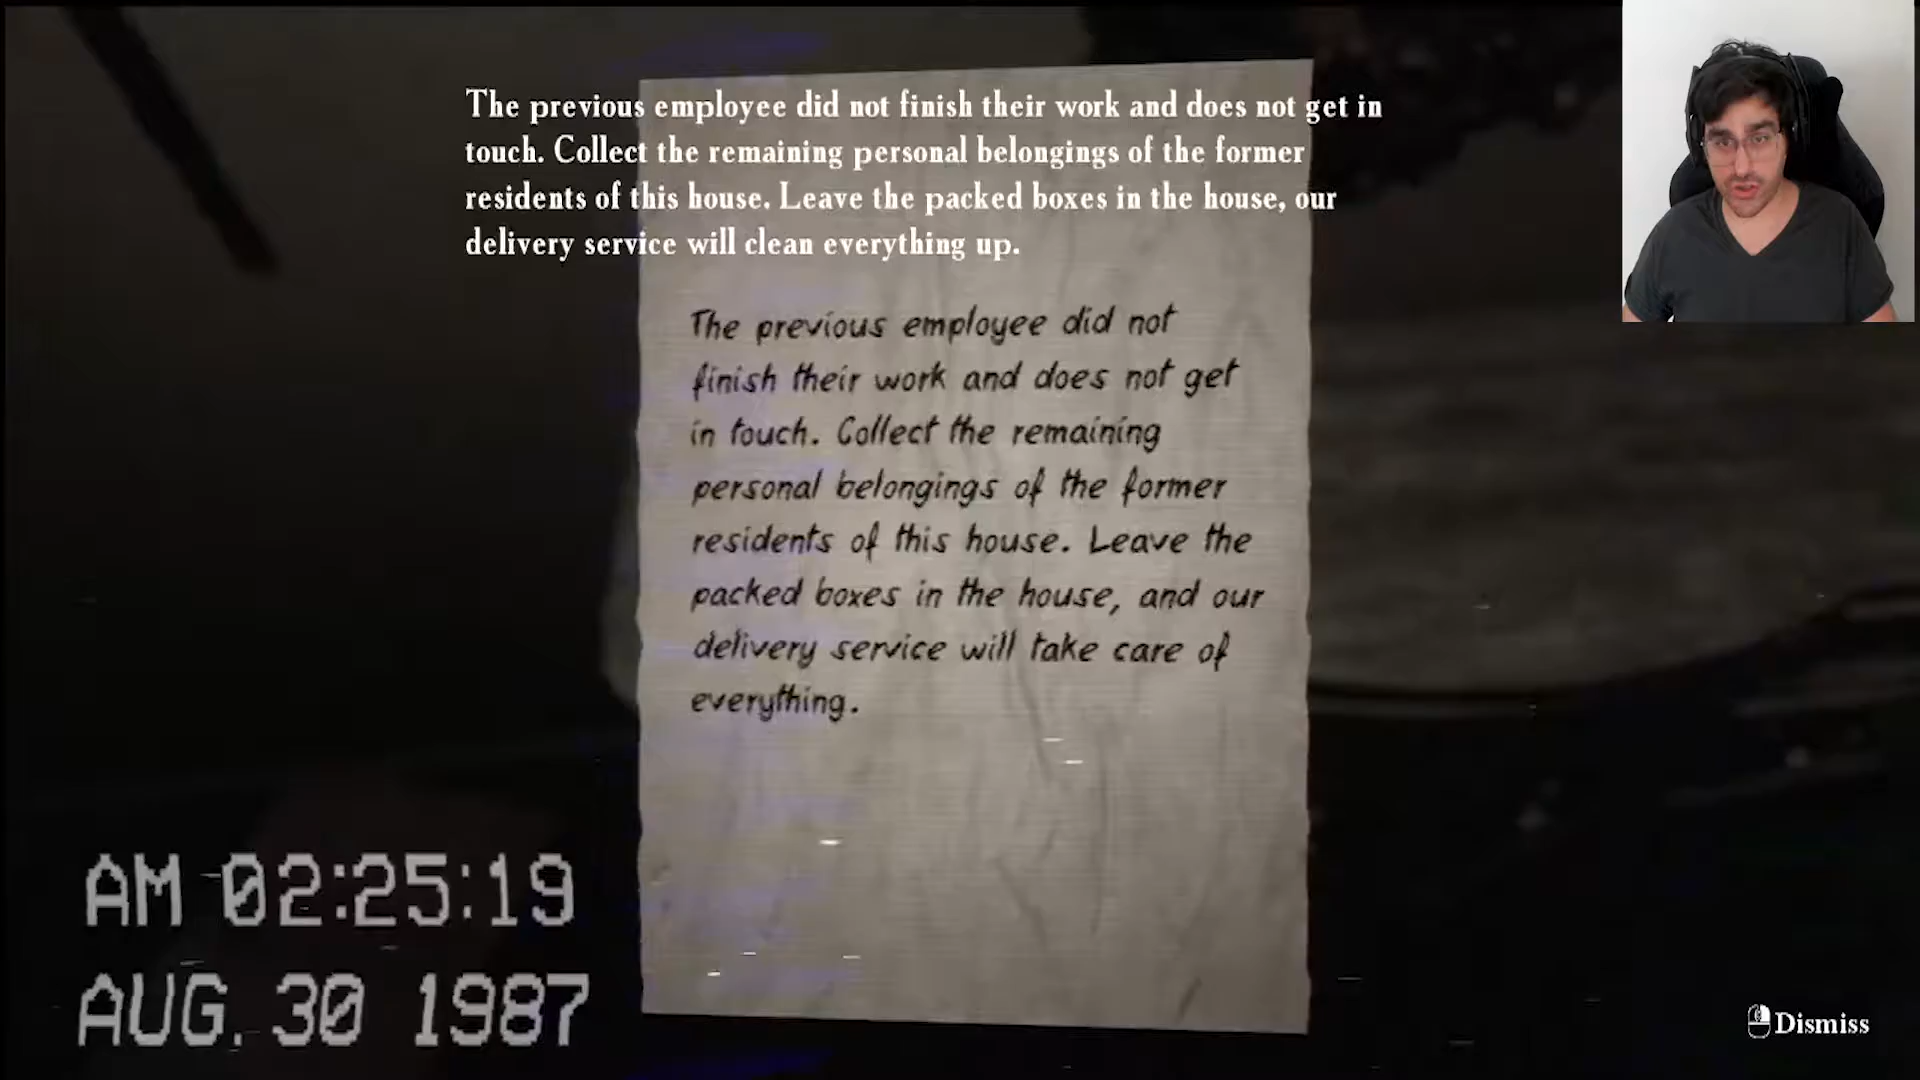 The previous employee did not finish their work and does not get in
touch. Collect the remaining personal belongings of the former
residents of this house. Leave the packed boxes in the house, our
delivery service will clean everything up.
The previous employee did not
finish their work and does not get
in touch. Collect the remaining
personal belongings of the former
residents of this house. Leave the
packed boxes in the house, and our
delivery service will take care of
everything.
AM 02:25:19
AUG. 30 1987
Dismiss